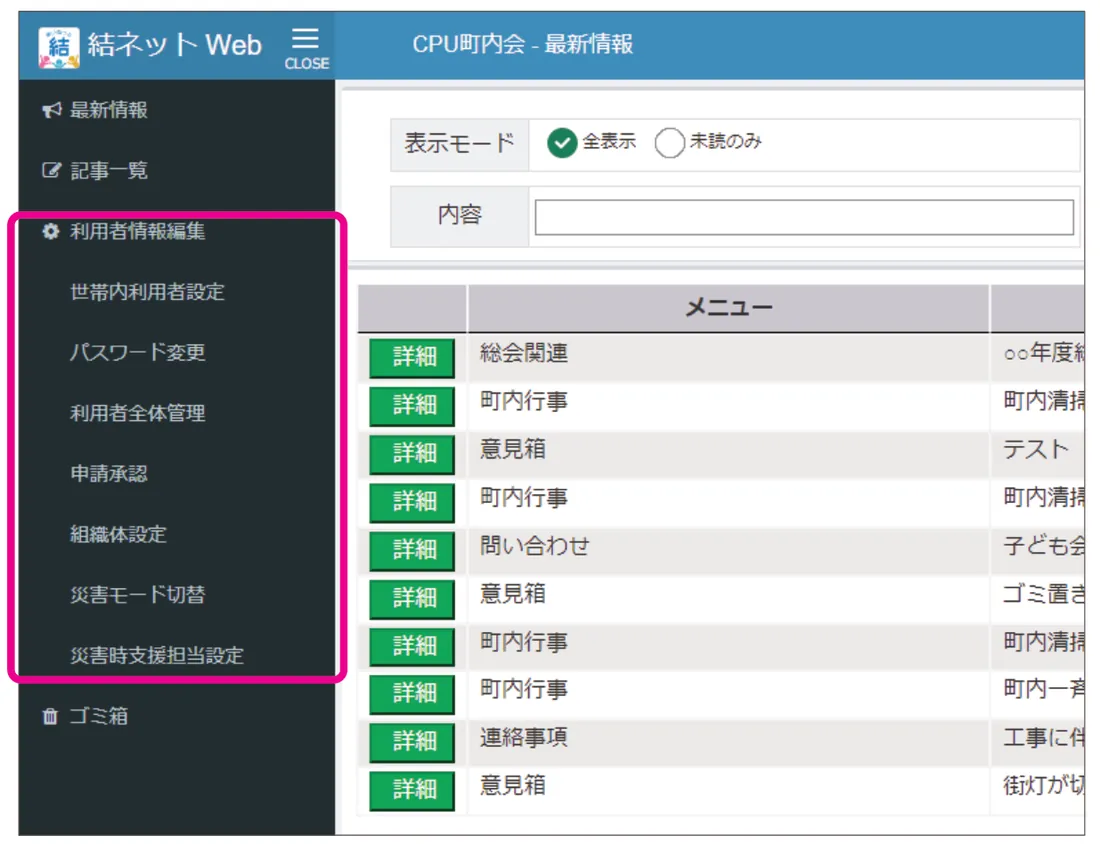 結 結ネット Web
CLOSE
CPU町内会 - 最新情報
最新情報
記事一覧
利用者情報編集
世帯内利用者設定
パスワード変更
利用者全体管理
申請承認
組織体設定
災害モード切替
災害時支援担当設定
ゴミ箱
表示モード 全表示 未読のみ
内容
メニュー
詳細 総会関連 ○○年度総
詳細 町内行事 町内清掃
詳細 意見箱 テスト
詳細 町内行事 町内清掃
詳細 問い合わせ 子ども会
詳細 意見箱 ゴミ置き
詳細 町内行事 町内清掃
詳細 町内行事 町内一斉
詳細 連絡事項 工事に伴
詳細 意見箱 街灯が切